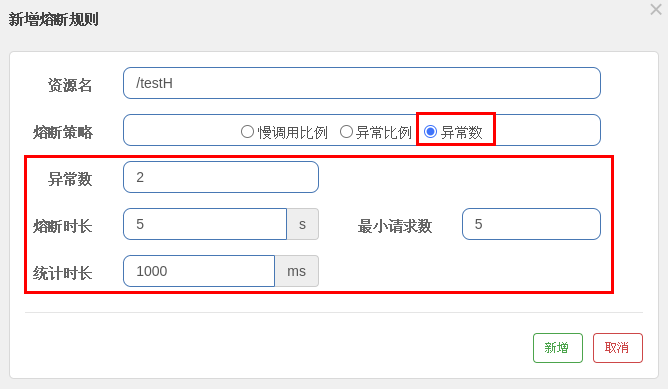 新增熔断规则
资源名 /testH
熔断策略 慢调用比例 异常比例 异常数
异常数 2
熔断时长 5 s 最小请求数 5
统计时长 1000 ms
新增 取消